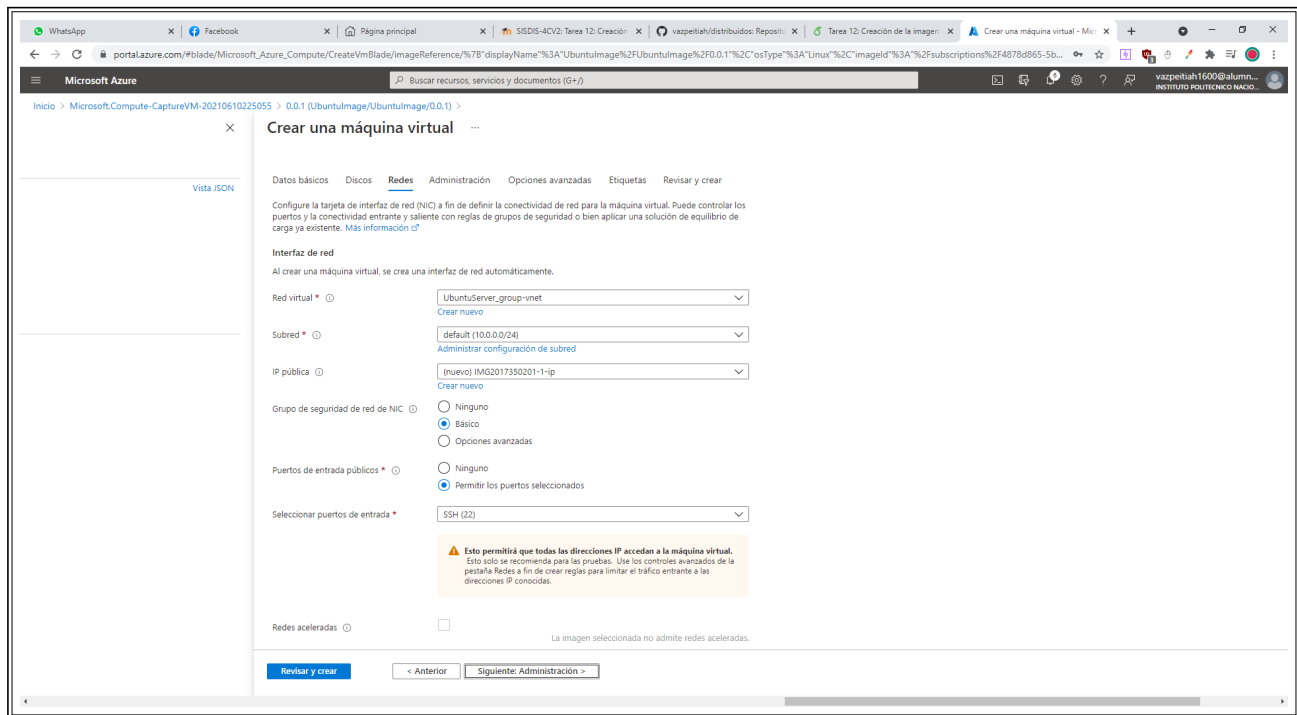 WhatsApp
Facebook
Página principal
SISDIS-4CV2: Tarea 12: Creación
vazpeitiah/distribuidos: Reposito
Tarea 12: Creación de la imagen
Crear una máquina virtual - Micr
portal.azure.com/#blade/Microsoft_Azure_Compute/CreateVmBlade/imageReference/%7B"displayName"%3A"UbuntuImage%2FUbuntuImage%2F0.0.1"%2C"osType"%3A"Linux"%2C"imageId"%3A"%2Fsubscriptions%2F4878d865-5b...
Microsoft Azure
Buscar recursos, servicios y documentos (G+/)
vazpeitiah1600@alumn...
INSTITUTO POLITECNICO NACIO...
Inicio > Microsoft.Compute-CaptureVM-20210610225055 > 0.0.1 (UbuntuImage/UbuntuImage/0.0.1) >
Crear una máquina virtual ...
Vista JSON
Datos básicos Discos Redes Administración Opciones avanzadas Etiquetas Revisar y crear
Configure la tarjeta de interfaz de red (NIC) a fin de definir la conectividad de red para la máquina virtual. Puede controlar los
puertos y la conectividad entrante y saliente con reglas de grupos de seguridad o bien aplicar una solución de equilibrio de
carga ya existente. Más información
Interfaz de red
Al crear una máquina virtual, se crea una interfaz de red automáticamente.
Red virtual *
UbuntuServer_group-vnet
Crear nuevo
Subred *
default (10.0.0.0/24)
Administrar configuración de subred
IP pública
(nuevo) IMG2017350201-1-ip
Crear nuevo
Grupo de seguridad de red de NIC
Ninguno
Básico
Opciones avanzadas
Puertos de entrada públicos *
Ninguno
Permitir los puertos seleccionados
Seleccionar puertos de entrada *
SSH (22)
Esto permitirá que todas las direcciones IP accedan a la máquina virtual.
Esto solo se recomienda para las pruebas. Use los controles avanzados de la
pestaña Redes a fin de crear reglas para limitar el tráfico entrante a las
direcciones IP conocidas.
Redes aceleradas
La imagen seleccionada no admite redes aceleradas.
Revisar y crear
< Anterior
Siguiente: Administración >